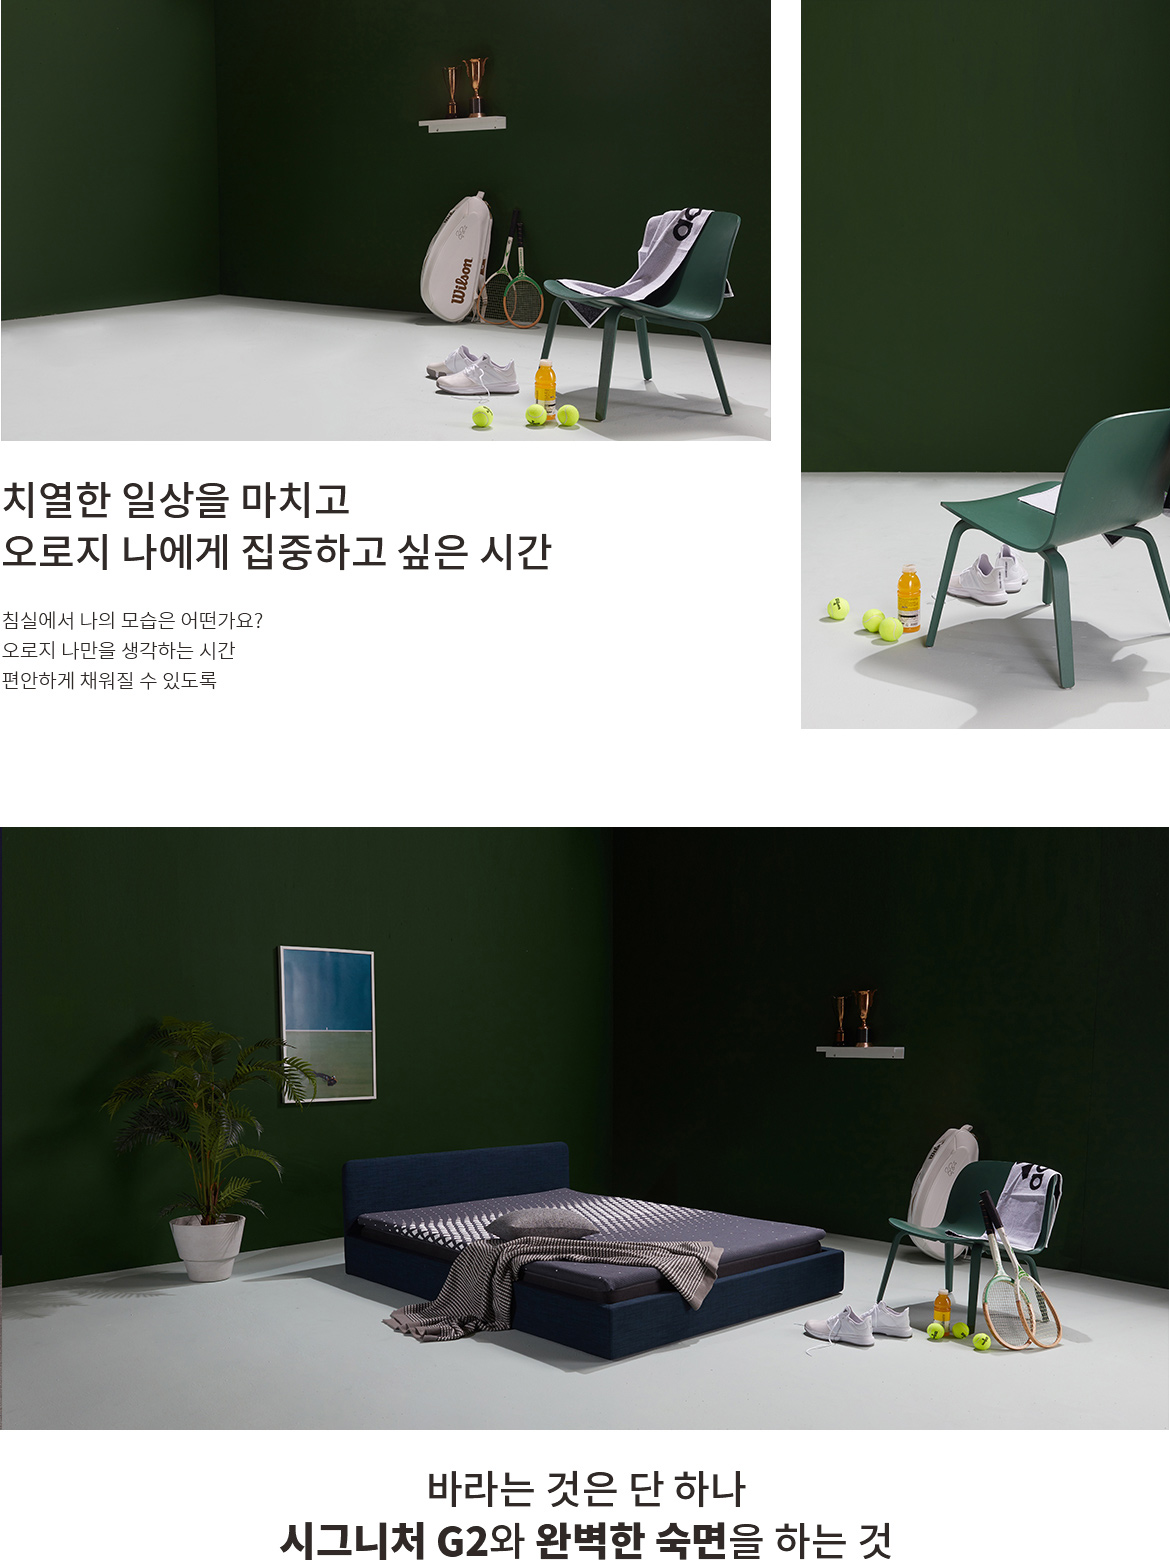 Wilson
치열한 일상을 마치고
오로지 나에게 집중하고 싶은 시간
침실에서 나의 모습은 어떤가요?
오로지 나만을 생각하는 시간
편안하게 채워질 수 있도록
바라는 것은 단 하나
시그니처 G2와 완벽한 숙면을 하는 것